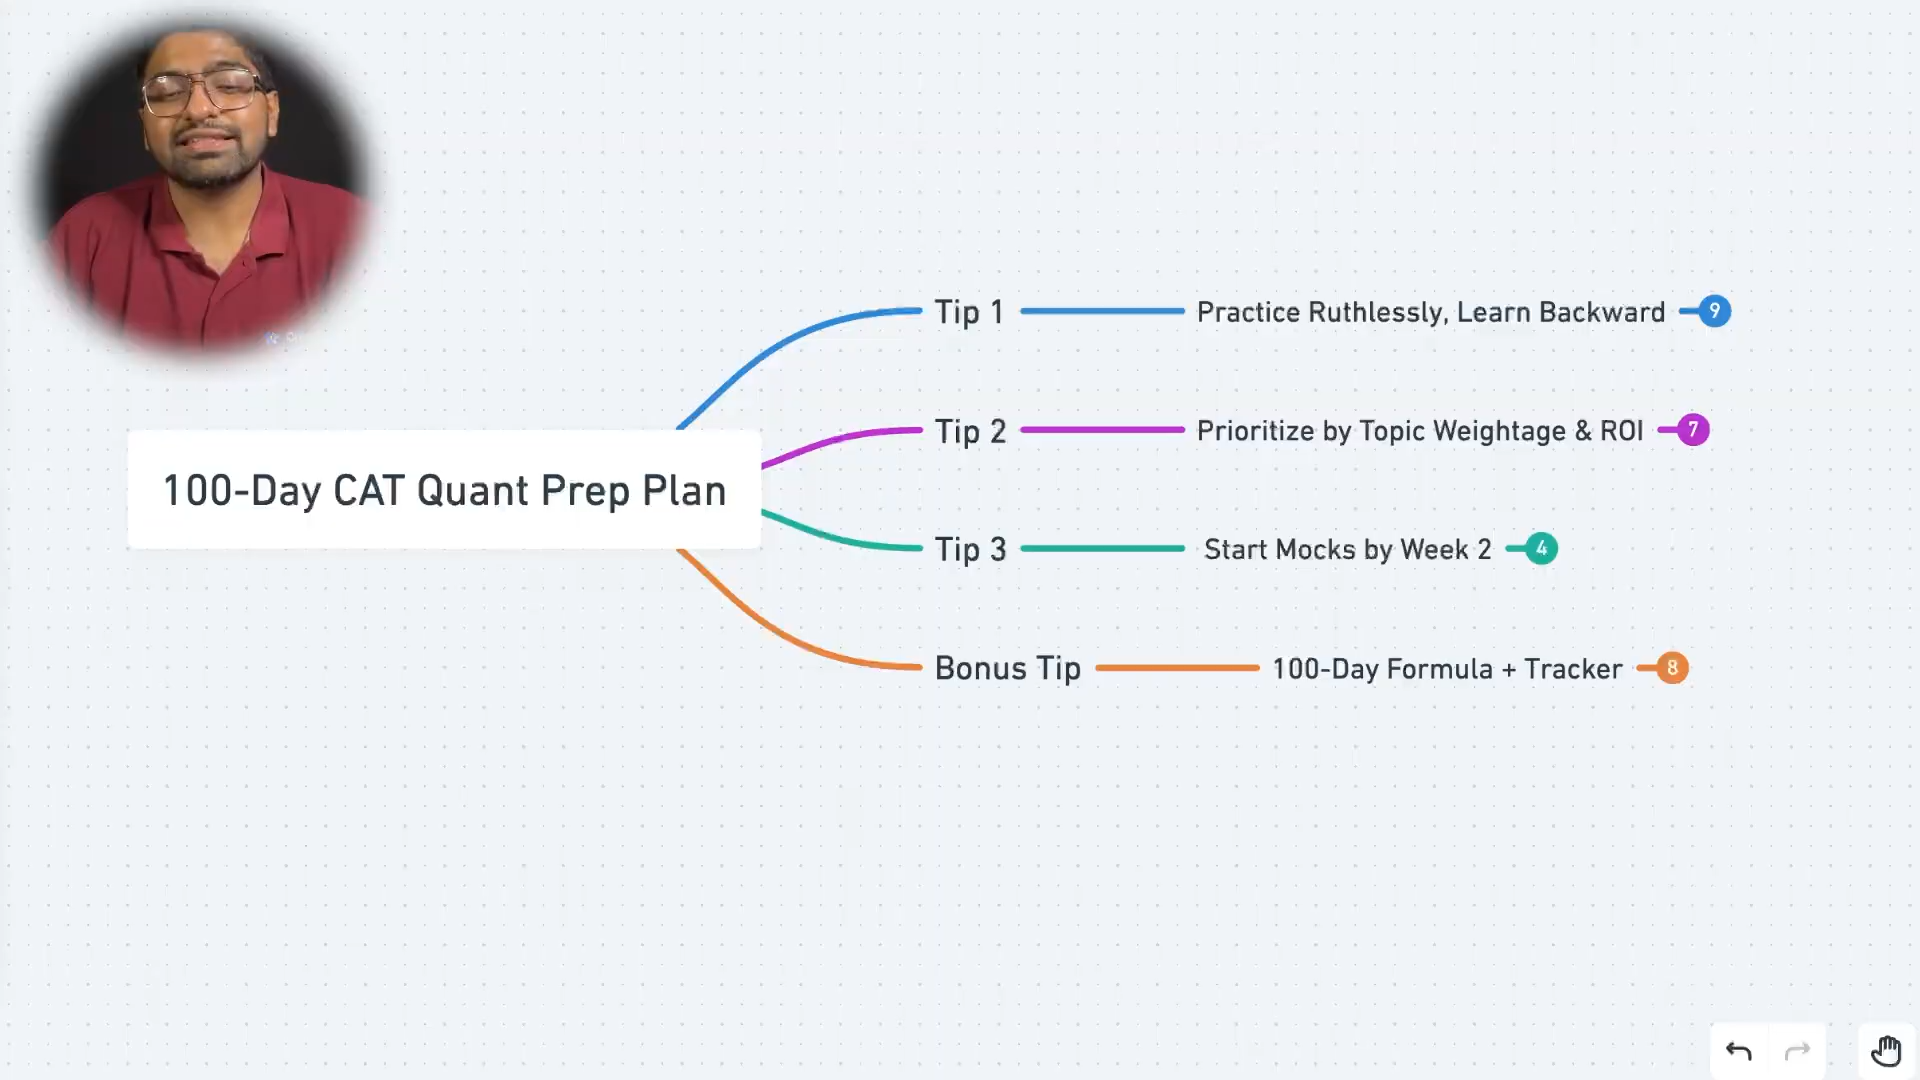 Tip 1
Practice Ruthlessly, Learn Backward
9
Tip 2
Prioritize by Topic Weightage & ROI
7
100-Day CAT Quant Prep Plan
Tip 3
Start Mocks by Week 2
4
Bonus Tip
100-Day Formula + Tracker
8